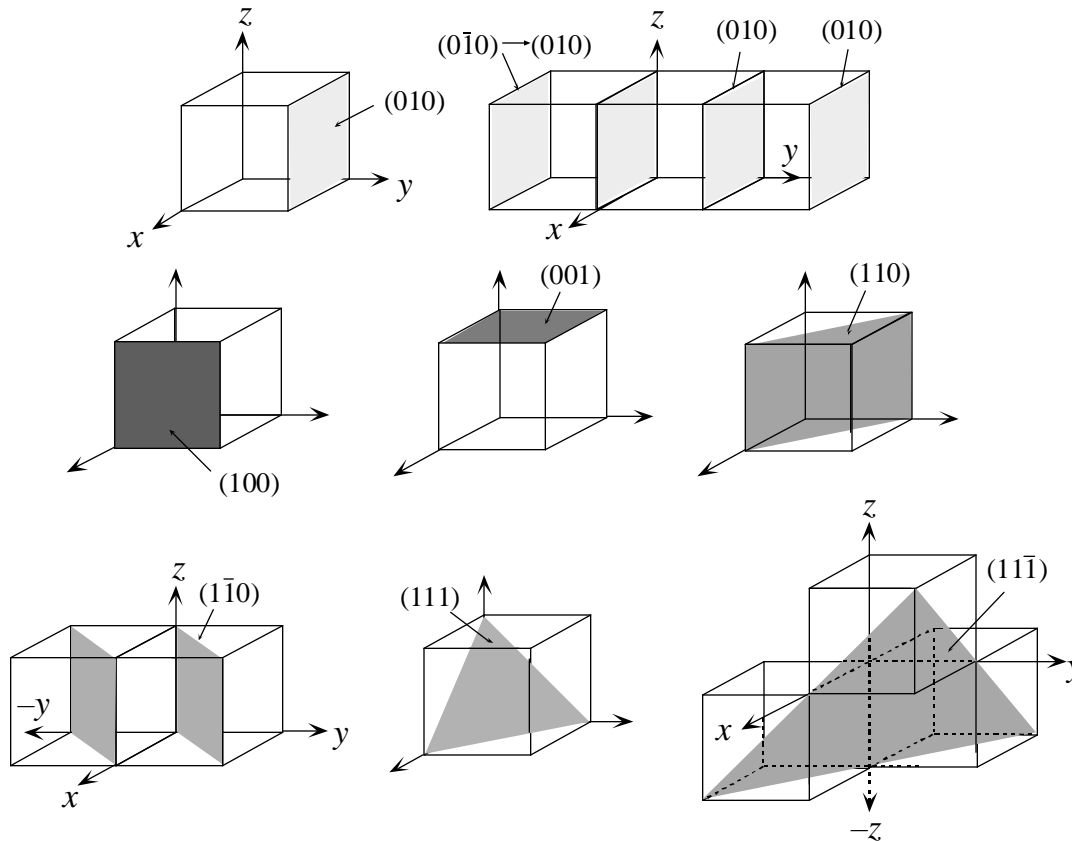 z
(010)
y
x
(01̄0) → (010)
z
(010)
(010)
y
x
(100)
(001)
(110)
z
(11̄0)
−y
y
x
(111)
z
(111̄)
y
x
−z